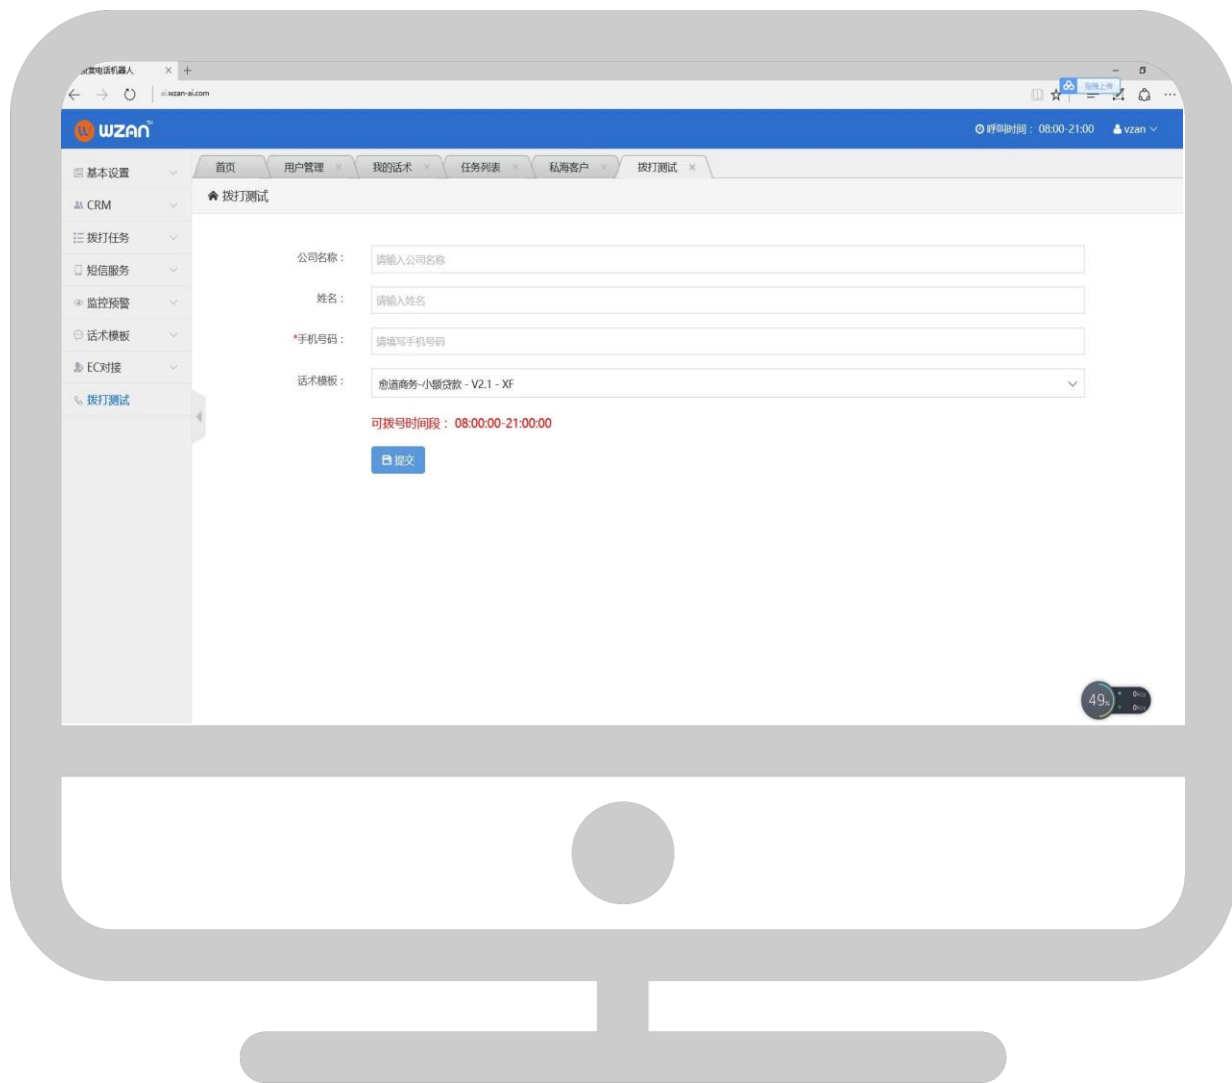 电话机器人
ai.wzan-ai.com
拖拽上传
wzan
呼叫时间： 08:00-21:00 vzan
首页 用户管理 我的话术 任务列表 私海客户 拨打测试
拨打测试
基本设置
CRM
拨打任务
短信服务
监控预警
话术模板
EC对接
拨打测试
公司名称： 请输入公司名称
姓名： 请输入姓名
*手机号码： 请填写手机号码
话术模板： 愈道商务-小额贷款 - V2.1 - XF
可拨号时间段： 08:00:00-21:00:00
提交
49%